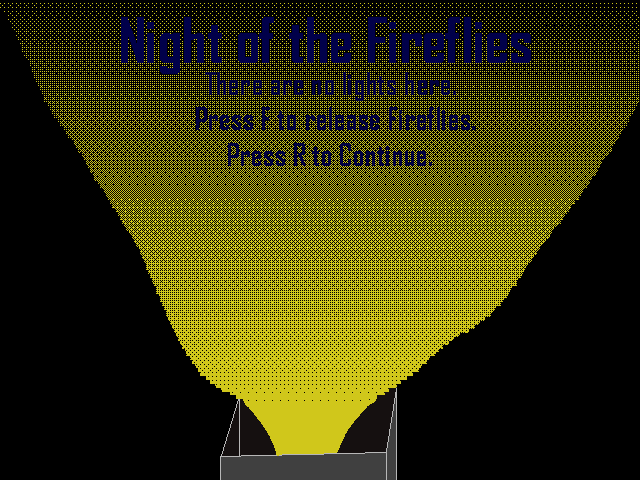 Night of the Fireflies
There are no lights here.
Press F to release Fireflies.
Press R to Continue.